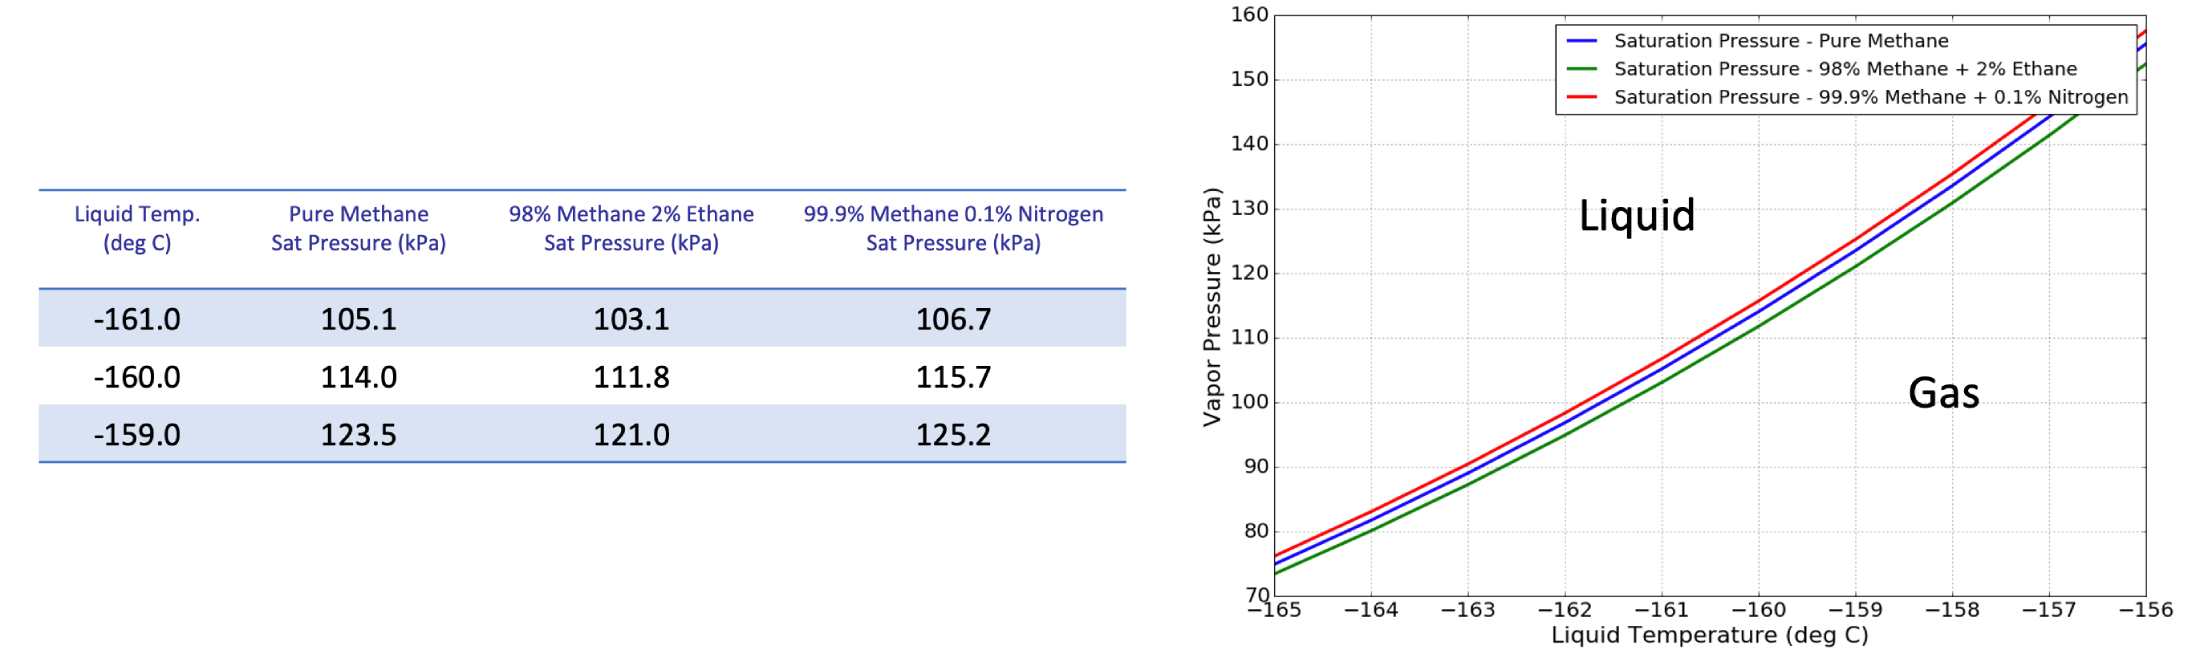 Liquid Temp.
(deg C)
Pure Methane
Sat Pressure (kPa)
98% Methane 2% Ethane
Sat Pressure (kPa)
99.9% Methane 0.1% Nitrogen
Sat Pressure (kPa)
-161.0 105.1 103.1 106.7
-160.0 114.0 111.8 115.7
-159.0 123.5 121.0 125.2
Saturation Pressure - Pure Methane
Saturation Pressure - 98% Methane + 2% Ethane
Saturation Pressure - 99.9% Methane + 0.1% Nitrogen
Liquid
Gas
Vapor Pressure (kPa)
160
150
140
130
120
110
100
90
80
70
−165 −164 −163 −162 −161 −160 −159 −158 −157 −156
Liquid Temperature (deg C)